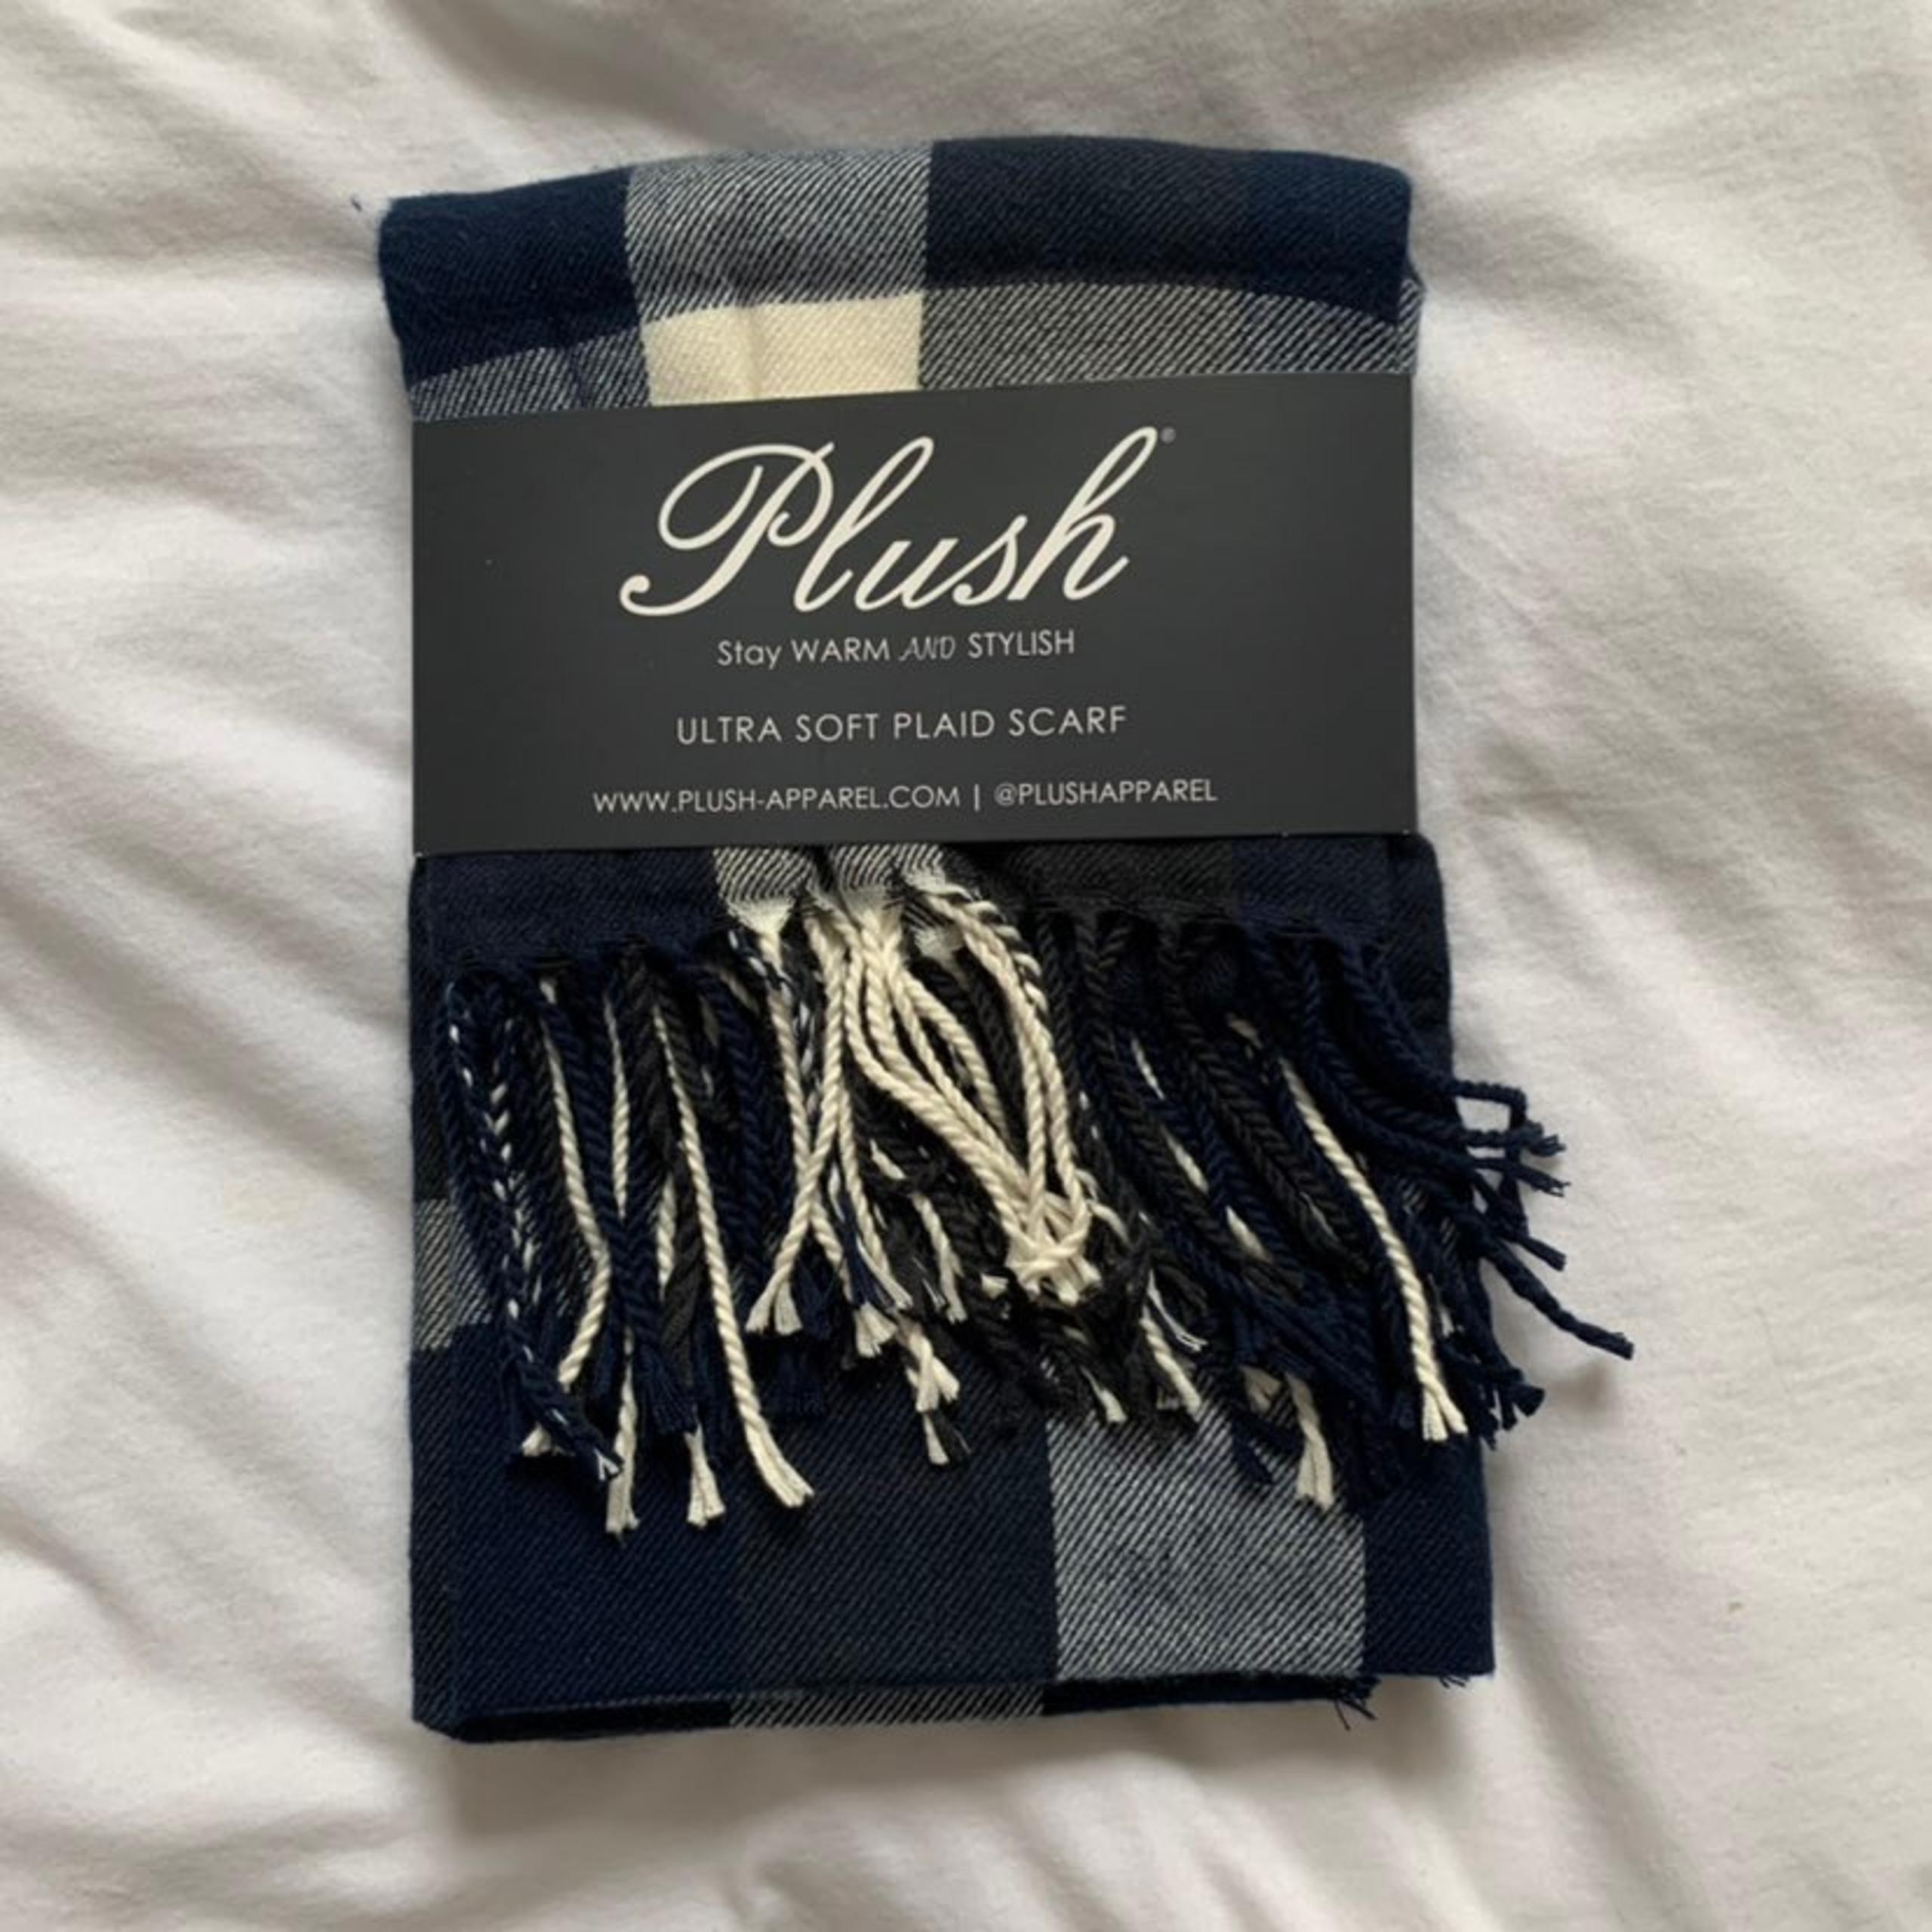 Plush®
Stay WARM AND STYLISH
ULTRA SOFT PLAID SCARF
WWW.PLUSH-APPAREL.COM | @PLUSHAPPAREL